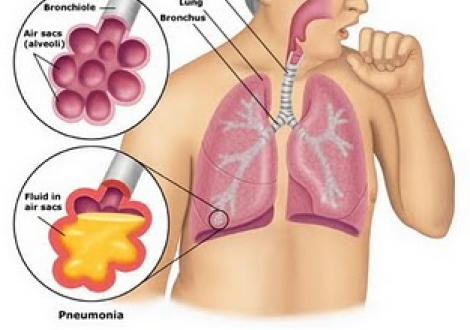 Bronchiole
Lung
Bronchus
Air sacs
(alveoli)
Fluid in
air sacs
Pneumonia